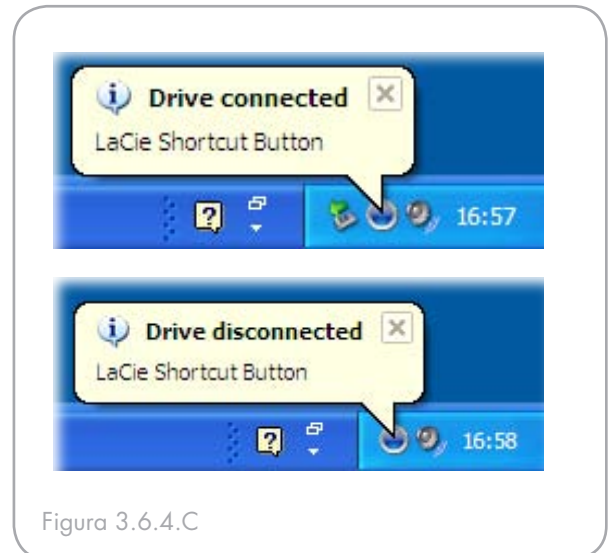 Drive connected
LaCie Shortcut Button
16:57
Drive disconnected
LaCie Shortcut Button
16:58
Figura 3.6.4.C